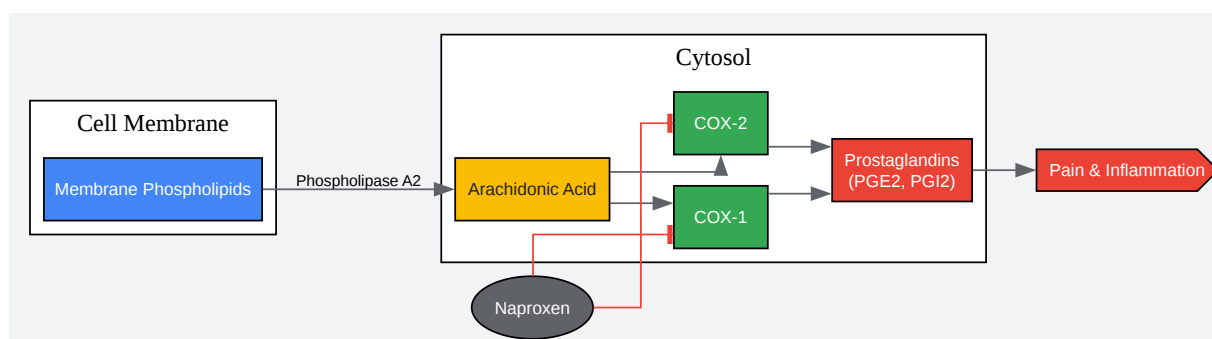 Cell Membrane
Membrane Phospholipids
Phospholipase A2
Cytosol
Arachidonic Acid
COX-2
COX-1
Prostaglandins
(PGE2, PGI2)
Pain & Inflammation
Naproxen